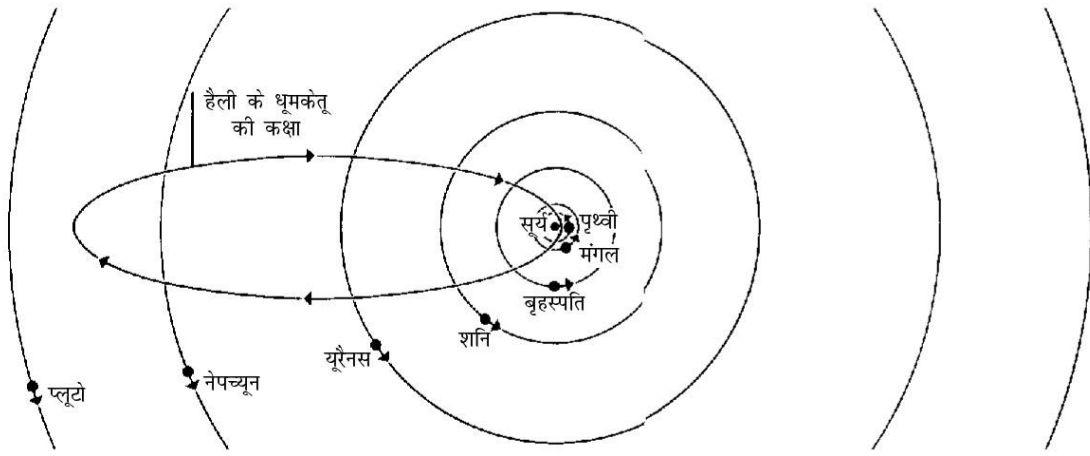 हैली के धूमकेतू
की कक्षा
सूर्य
पृथ्वी
मंगल
बृहस्पति
शनि
यूरैनस
नेपच्यून
प्लूटो